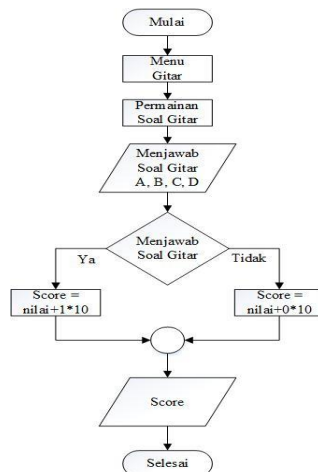 Mulai
Menu
Gitar
Permainan
Soal Gitar
Menjawab
Soal Gitar
A, B, C, D
Menjawab
Soal Gitar
Ya
Tidak
Score =
nilai+1*10
Score =
nilai+0*10
Score
Selesai